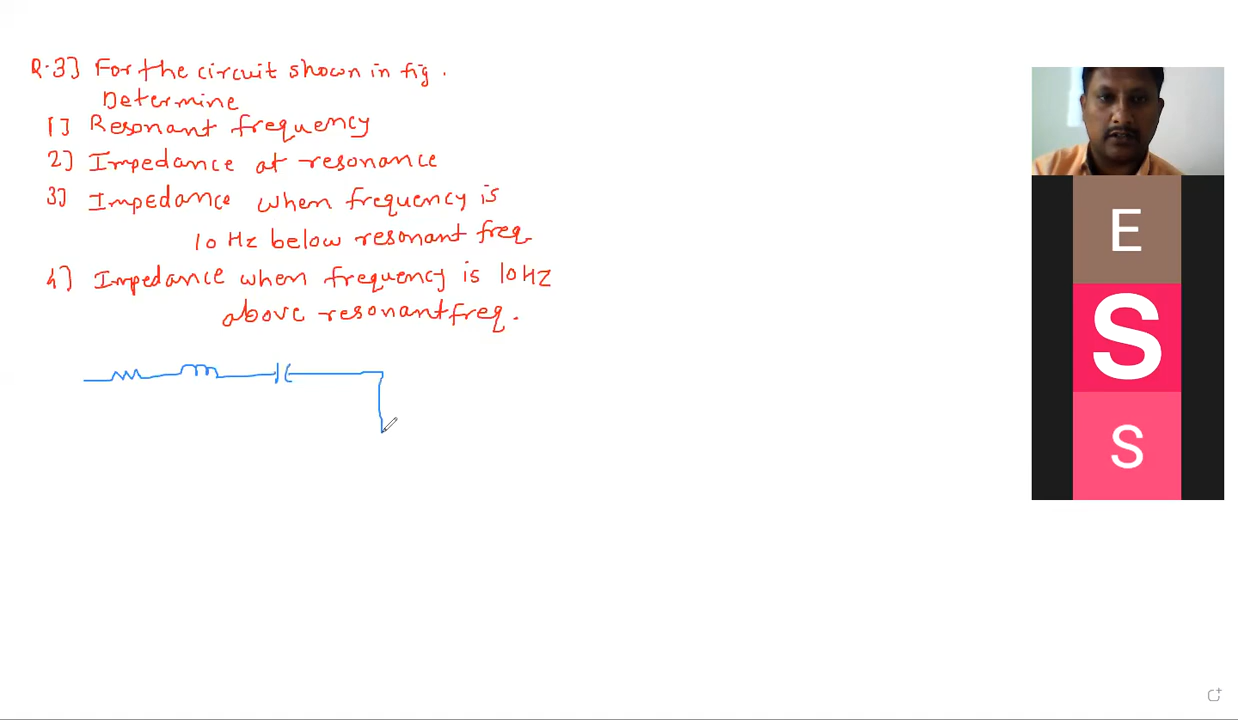 Q.3] For the circuit shown in fig.
Determine
1] Resonant frequency
2] Impedance at resonance
3] Impedance when frequency is
10 Hz below resonant freq.
4] Impedance when frequency is 10 Hz
above resonant freq.
E
S
S